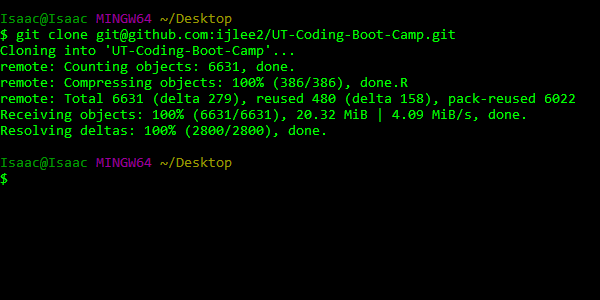 Isaac@Isaac MINGW64 ~/Desktop
$ git clone git@github.com:ijlee2/UT-Coding-Boot-Camp.git
Cloning into 'UT-Coding-Boot-Camp'...
remote: Counting objects: 6631, done.
remote: Compressing objects: 100% (386/386), done.R
remote: Total 6631 (delta 279), reused 480 (delta 158), pack-reused 6022
Receiving objects: 100% (6631/6631), 20.32 MiB | 4.09 MiB/s, done.
Resolving deltas: 100% (2800/2800), done.
Isaac@Isaac MINGW64 ~/Desktop
$